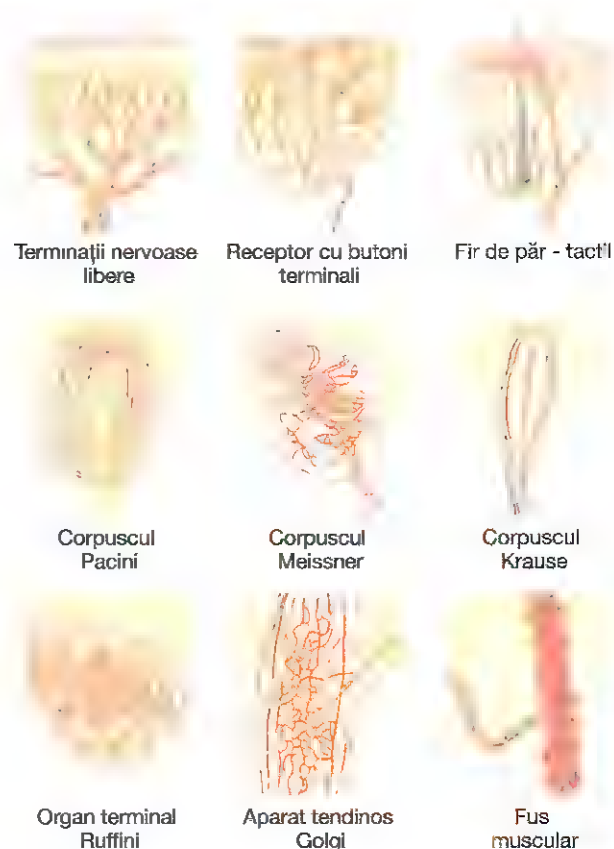 Terminații nervoase
libere
Receptor cu butoni
terminali
Fir de păr - tactil
Corpuscul
Pacini
Corpuscul
Meissner
Corpuscul
Krause
Organ terminal
Ruffini
Aparat tendinos
Golgi
Fus
muscular